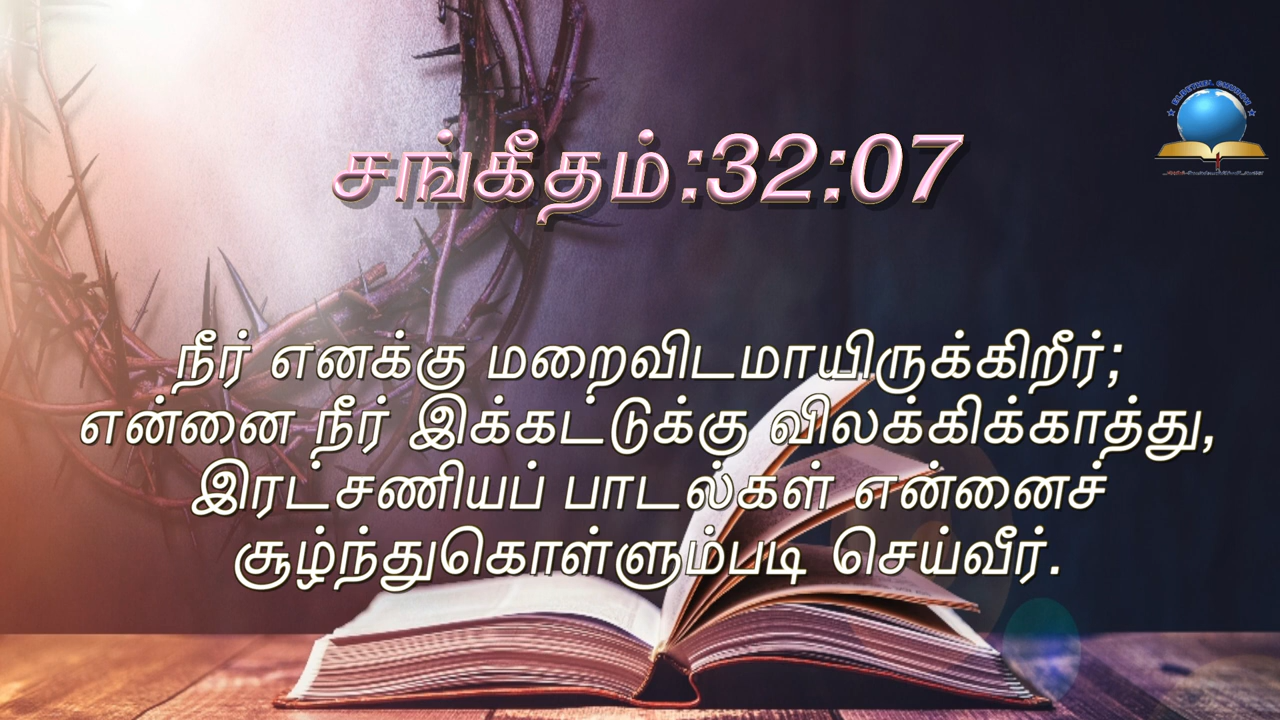 சங்கீதம்:32:07
நீர் எனக்கு மறைவிடமாயிருக்கிறீர்;
என்னை நீர் இக்கட்டுக்கு விலக்கிக்காத்து,
இரட்சணியப் பாடல்கள் என்னைச்
சூழ்ந்துகொள்ளும்படி செய்வீர்.